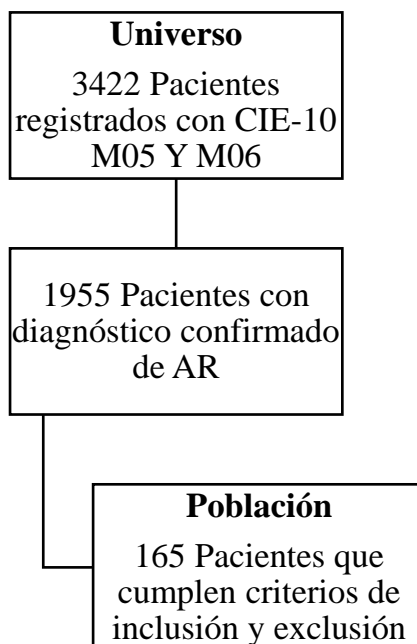 Universo
3422 Pacientes
registrados con CIE-10
M05 Y M06
1955 Pacientes con
diagnóstico confirmado
de AR
Población
165 Pacientes que
cumplen criterios de
inclusión y exclusión